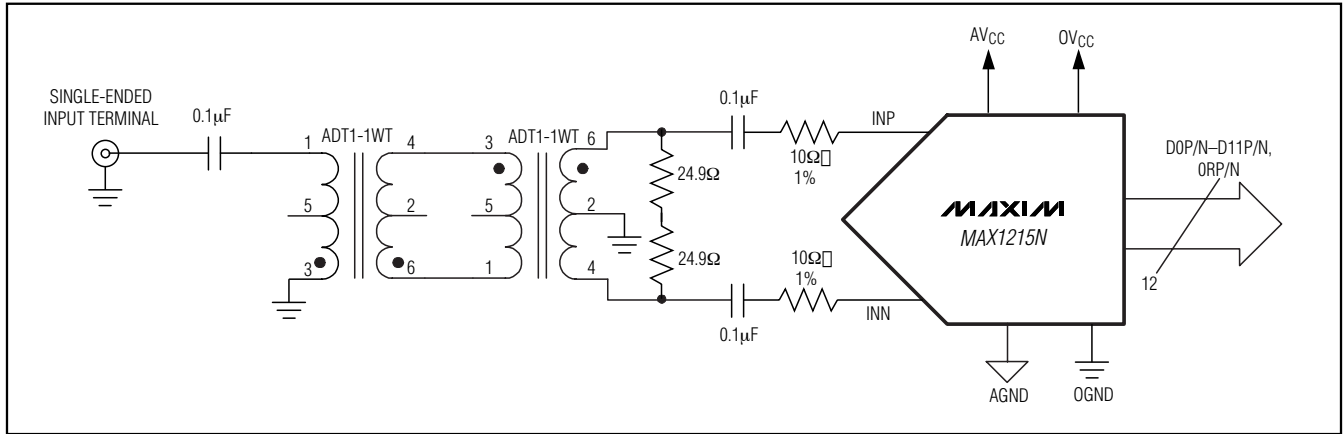 SINGLE-ENDED
INPUT TERMINAL
0.1μF
1
5
3
ADT1-1WT
4
2
6
3
5
1
ADT1-1WT
6
2
4
24.9Ω
24.9Ω
0.1μF
10Ω□
1%
INP
0.1μF
10Ω□
1%
INN
AVCC
OVCC
MAXIM
MAX1215N
AGND
OGND
D0P/N–D11P/N,
0RP/N
12